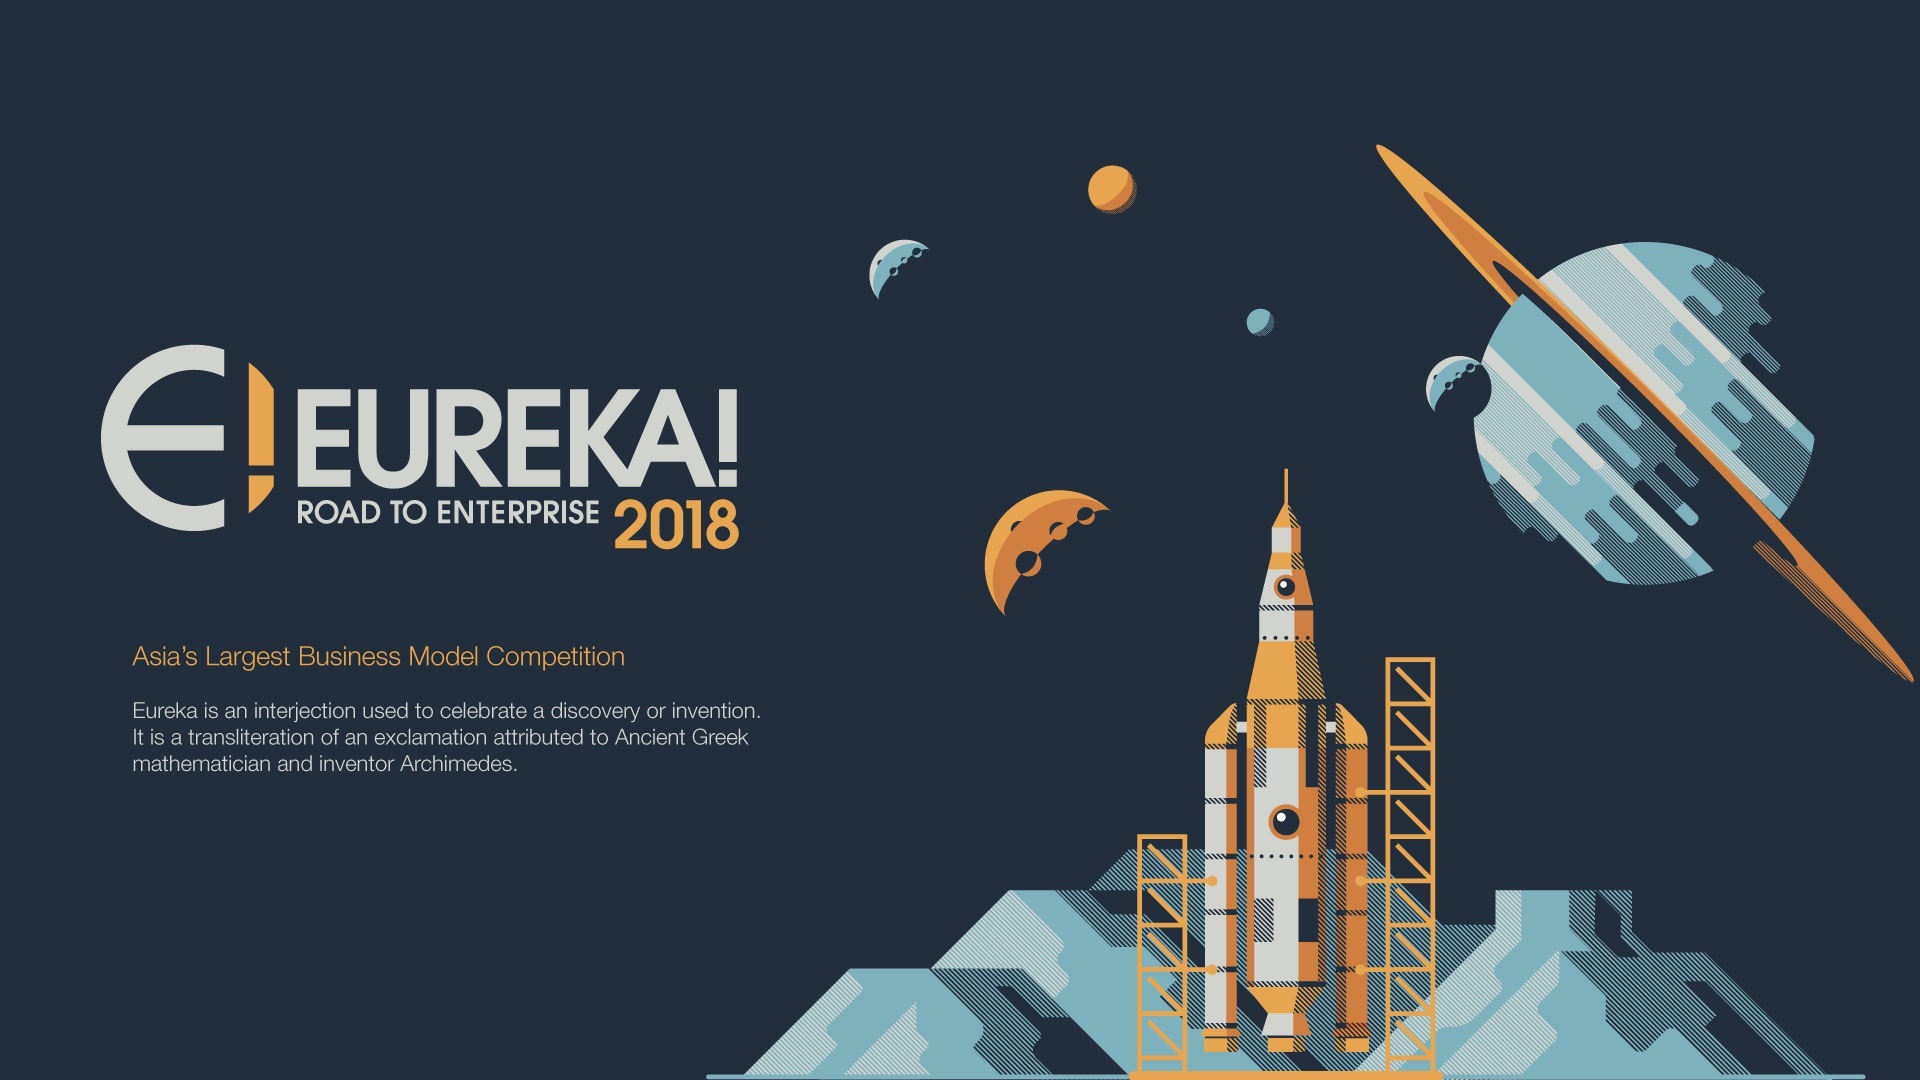 E!
EUREKA!
ROAD TO ENTERPRISE 2018
Asia’s Largest Business Model Competition
Eureka is an interjection used to celebrate a discovery or invention.
It is a transliteration of an exclamation attributed to Ancient Greek
mathematician and inventor Archimedes.